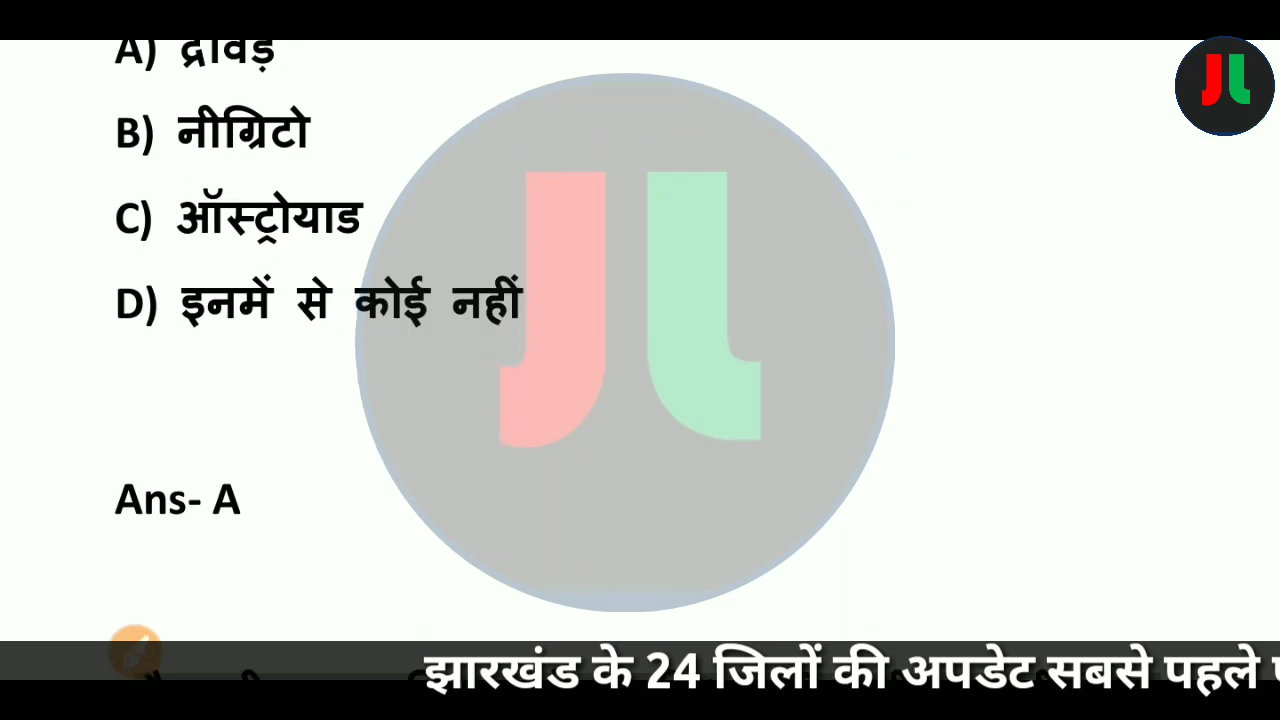 A) द्रविड़
B) नीग्रिटो
C) ऑस्ट्रोयाड
D) इनमें से कोई नहीं
Ans- A
झारखंड के 24 जिलों की अपडेट सबसे पहले